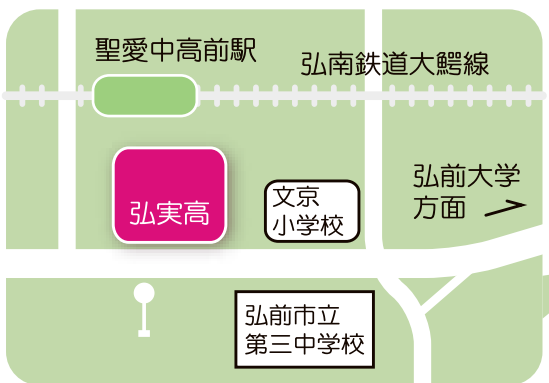 聖愛中高前駅
弘南鉄道大鰐線
弘実高
文京
小学校
弘前大学
方面
弘前市立
第三中学校